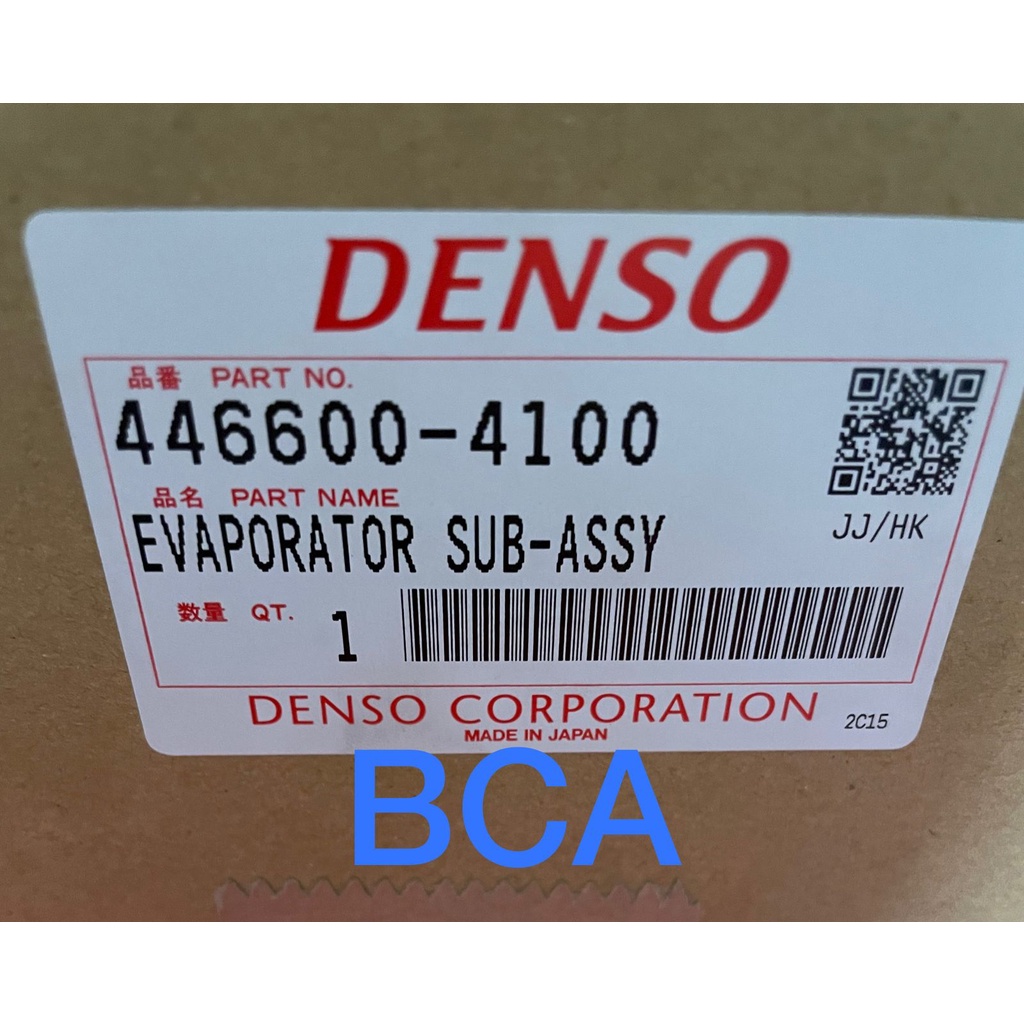 DENSO
品番 PART NO.
446600-4100
品名 PART NAME
EVAPORATOR SUB-ASSY
JJ/HK
数量 QT. 1
DENSO CORPORATION
2C15
MADE IN JAPAN
BCA